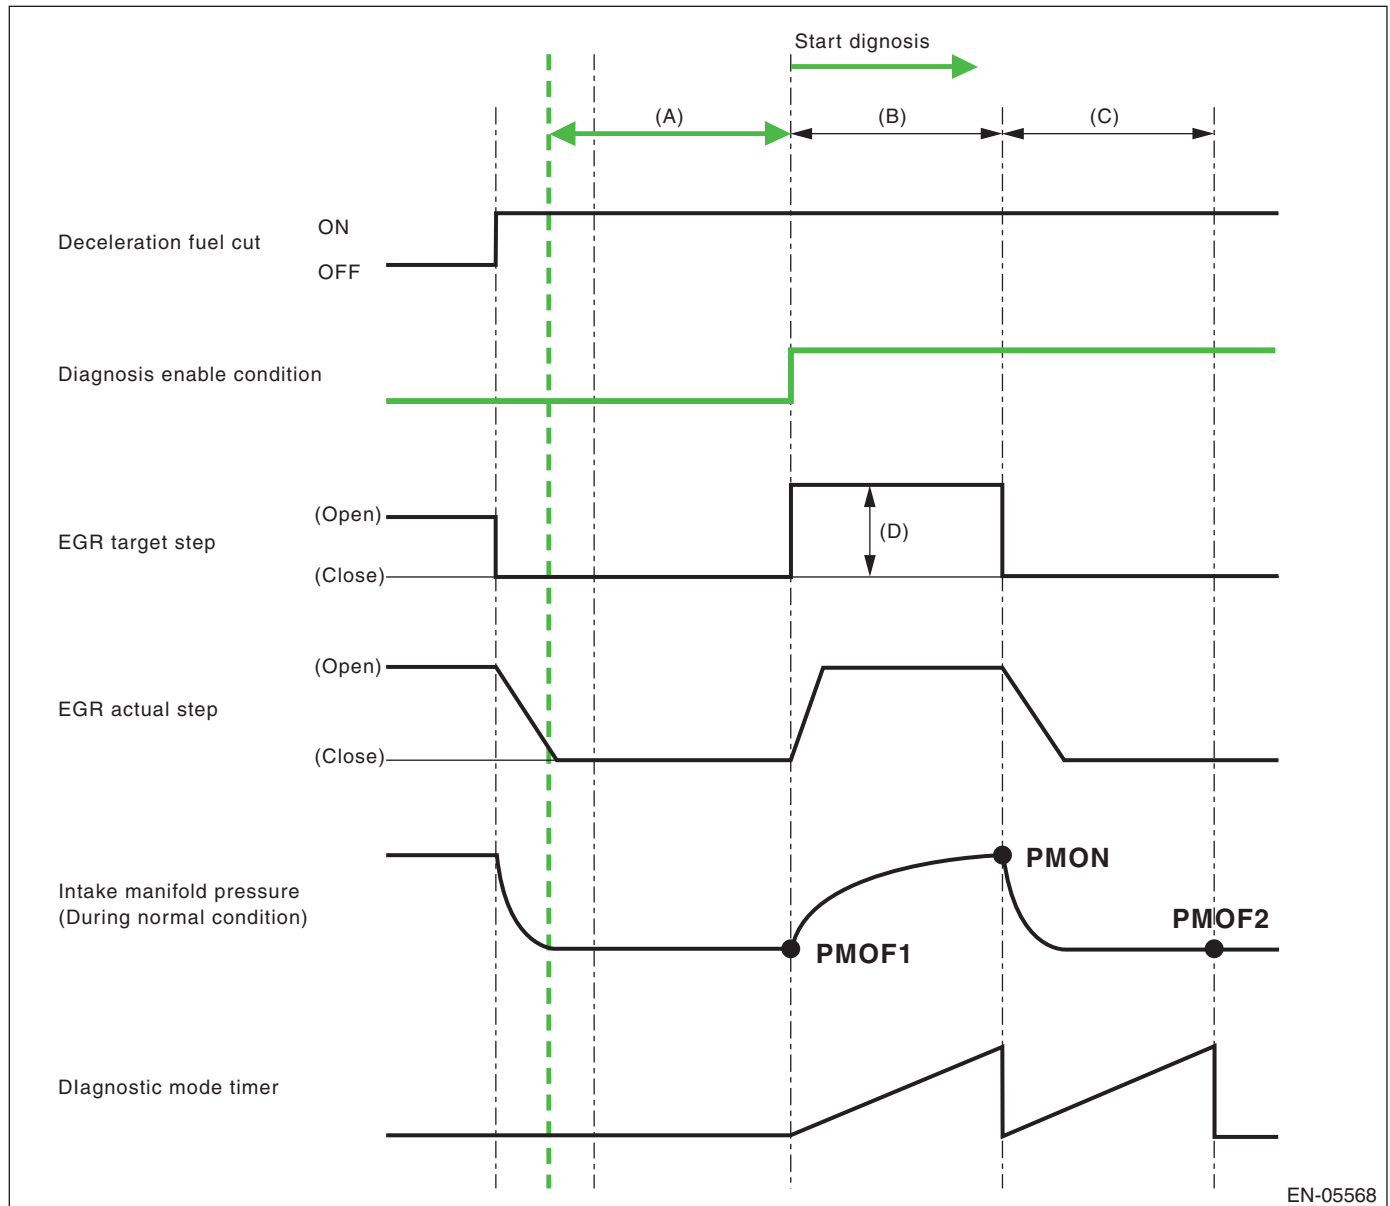 Start dignosis
(A)
(B)
(C)
Deceleration fuel cut
ON
OFF
Diagnosis enable condition
EGR target step
(Open)
(D)
(Close)
EGR actual step
(Open)
(Close)
Intake manifold pressure
(During normal condition)
PMON
PMOF1
PMOF2
DIagnostic mode timer
EN-05568